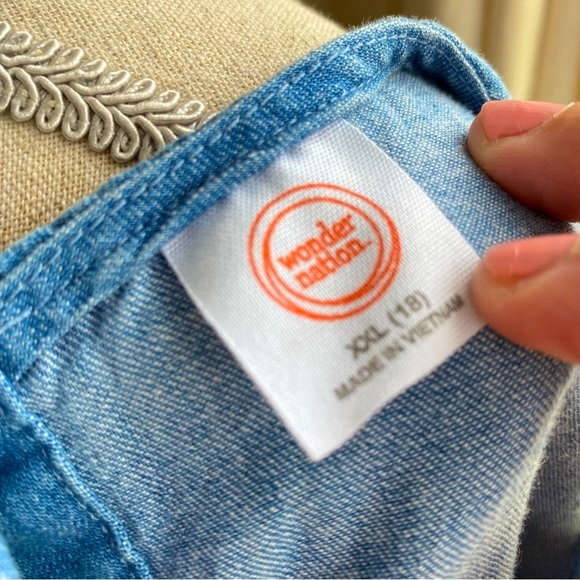 wonder
nation.
XXL (18)
MADE IN VIETNAM